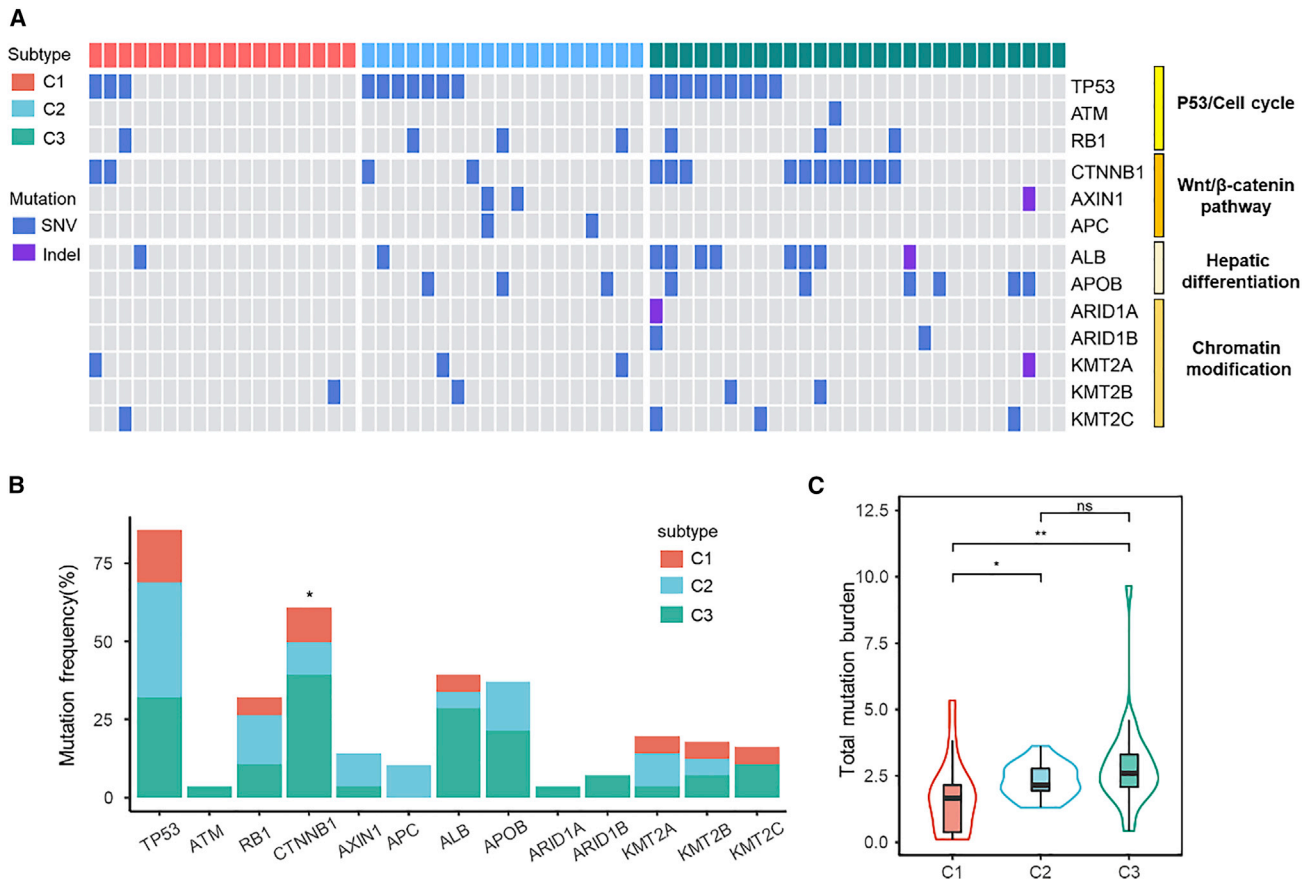 A
Subtype
C1
C2
C3
Mutation
SNV
Indel
TP53
ATM
RB1
CTNNB1
AXIN1
APC
ALB
APOB
ARID1A
ARID1B
KMT2A
KMT2B
KMT2C
P53/Cell cycle
Wnt/β-catenin
pathway
Hepatic
differentiation
Chromatin
modification
B
Mutation frequency(%)
75
50
25
0
*
subtype
C1
C2
C3
TP53
ATM
RB1
CTNNB1
AXIN1
APC
ALB
APOB
ARID1A
ARID1B
KMT2A
KMT2B
KMT2C
C
Total mutation burden
12.5
10.0
7.5
5.0
2.5
0.0
ns
**
*
C1
C2
C3